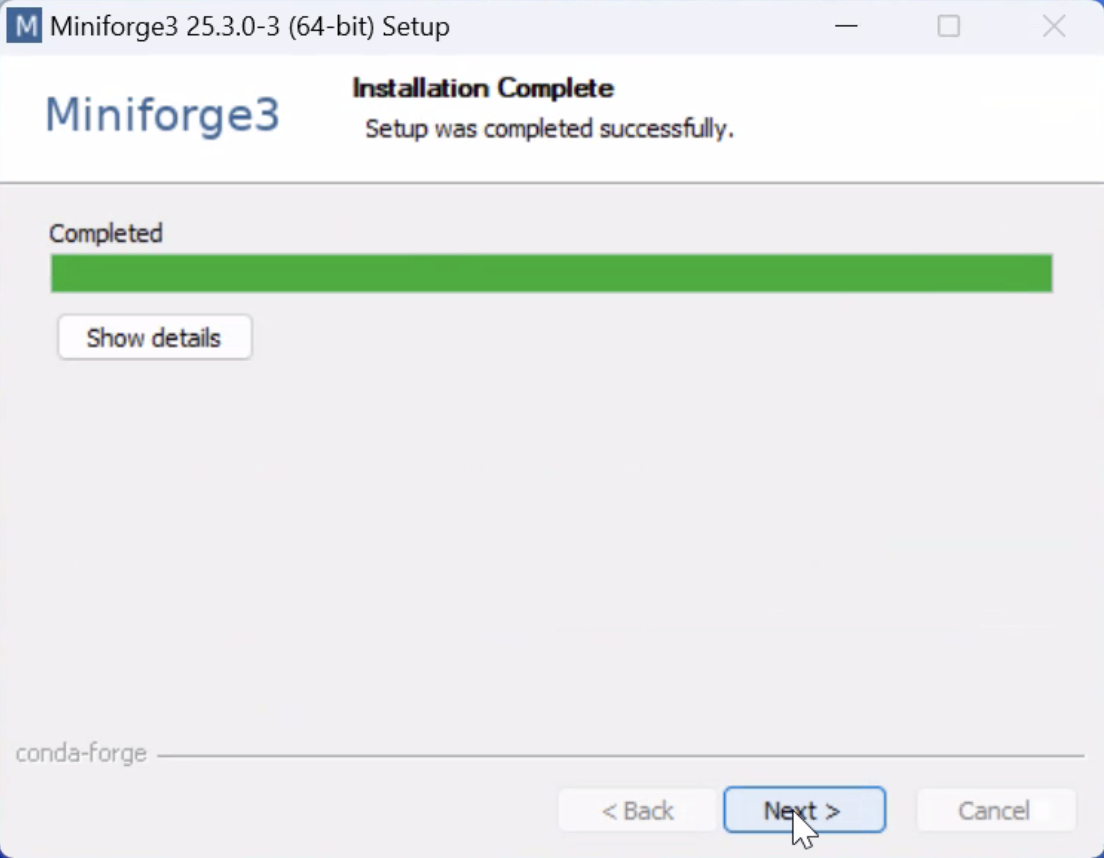 M Miniforge3 25.3.0-3 (64-bit) Setup
Miniforge3
Installation Complete
Setup was completed successfully.
Completed
Show details
conda-forge
< Back Next > Cancel